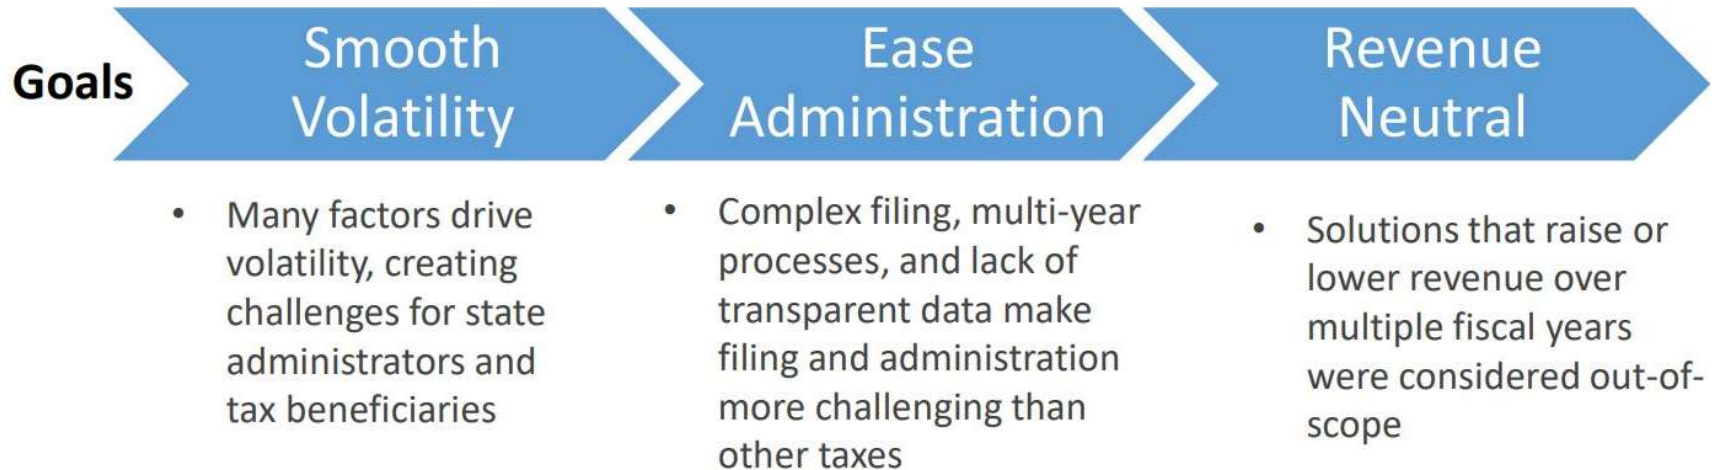 Goals
Smooth
Volatility
Ease
Administration
Revenue
Neutral
• Many factors drive
volatility, creating
challenges for state
administrators and
tax beneficiaries
• Complex filing, multi-year
processes, and lack of
transparent data make
filing and administration
more challenging than
other taxes
• Solutions that raise or
lower revenue over
multiple fiscal years
were considered out-of-
scope